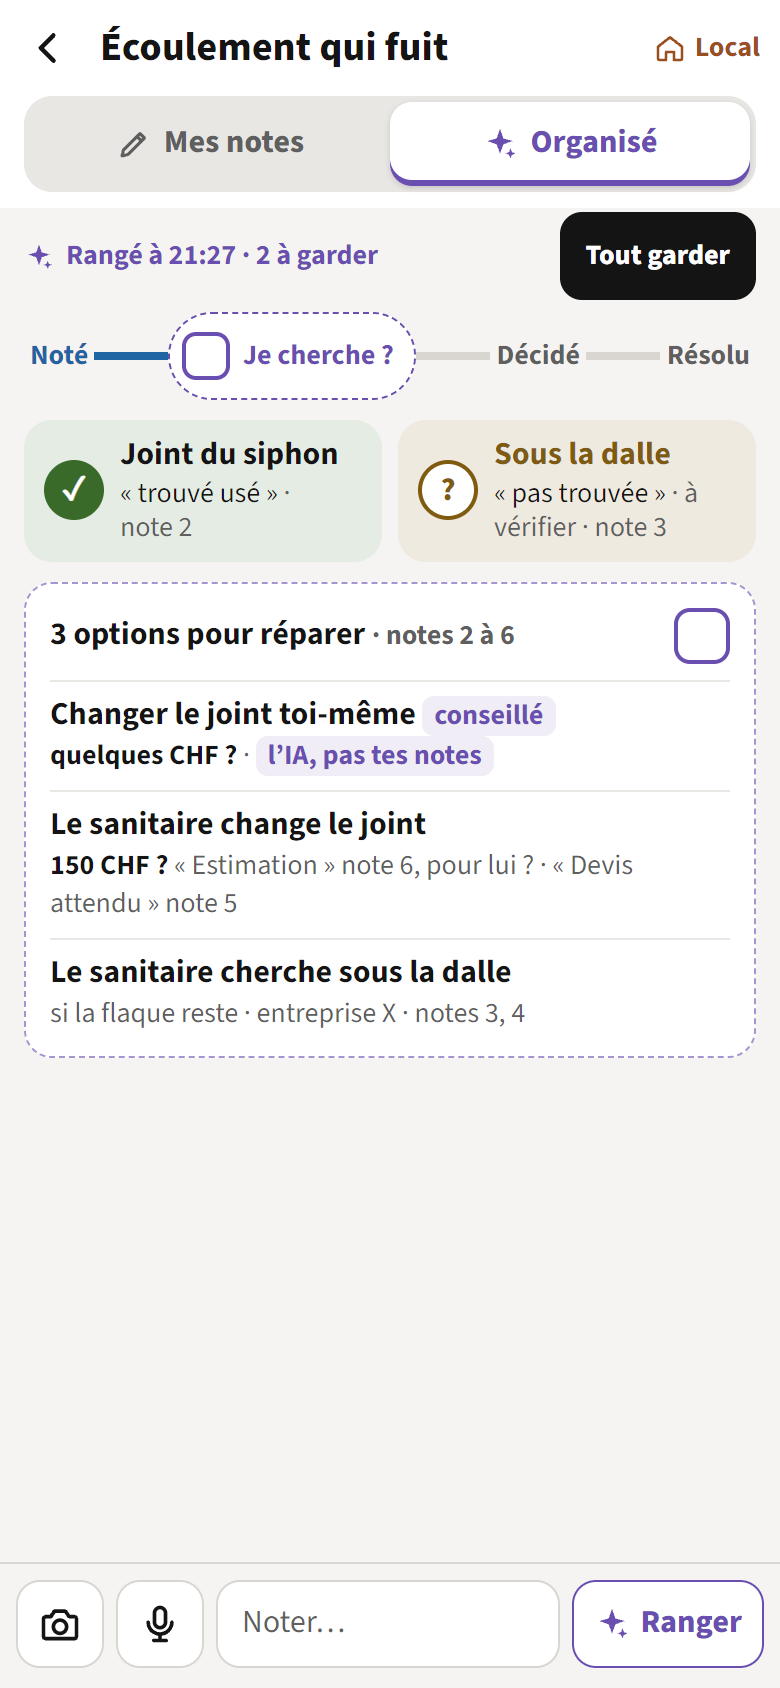 Écoulement qui fuit
Local
Mes notes
Organisé
Rangé à 21:27 · 2 à garder
Tout garder
Noté
Je cherche ?
Décidé
Résolu
Joint du siphon
« trouvé usé » ·
note 2
?
Sous la dalle
« pas trouvée » · à
vérifier · note 3
3 options pour réparer · notes 2 à 6
Changer le joint toi-même conseillé
quelques CHF ? · l’IA, pas tes notes
Le sanitaire change le joint
150 CHF ? « Estimation » note 6, pour lui ? · « Devis
attendu » note 5
Le sanitaire cherche sous la dalle
si la flaque reste · entreprise X · notes 3, 4
Noter…
Ranger